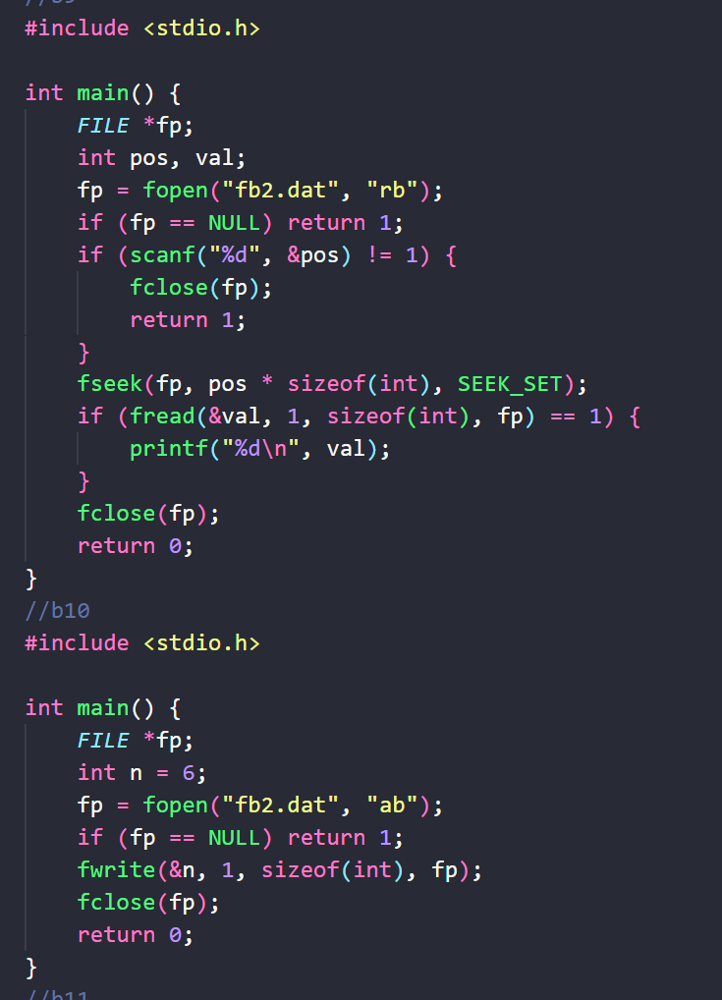 //b9
#include <stdio.h>

int main() {
    FILE *fp;
    int pos, val;
    fp = fopen("fb2.dat", "rb");
    if (fp == NULL) return 1;
    if (scanf("%d", &pos) != 1) {
        fclose(fp);
        return 1;
    }
    fseek(fp, pos * sizeof(int), SEEK_SET);
    if (fread(&val, 1, sizeof(int), fp) == 1) {
        printf("%d\n", val);
    }
    fclose(fp);
    return 0;
}
//b10
#include <stdio.h>

int main() {
    FILE *fp;
    int n = 6;
    fp = fopen("fb2.dat", "ab");
    if (fp == NULL) return 1;
    fwrite(&n, 1, sizeof(int), fp);
    fclose(fp);
    return 0;
}
//b11